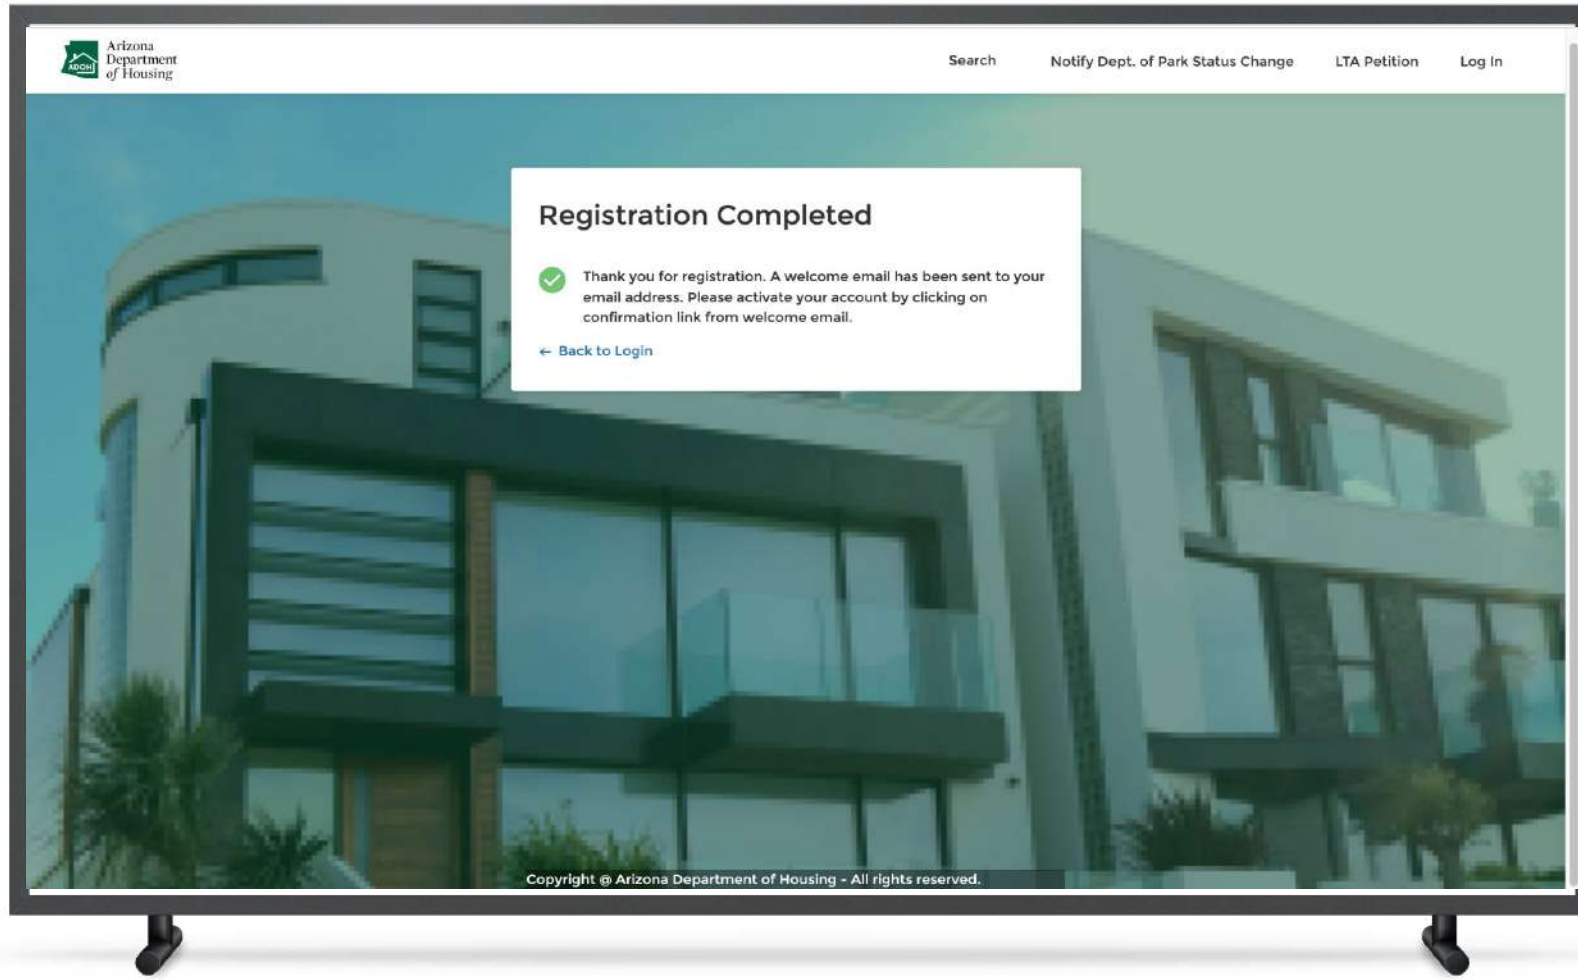 Arizona
Department
of Housing
ADOH
Search
Notify Dept. of Park Status Change
LTA Petition
Log In
Registration Completed
Thank you for registration. A welcome email has been sent to your
email address. Please activate your account by clicking on
confirmation link from welcome email.
← Back to Login
Copyright @ Arizona Department of Housing - All rights reserved.